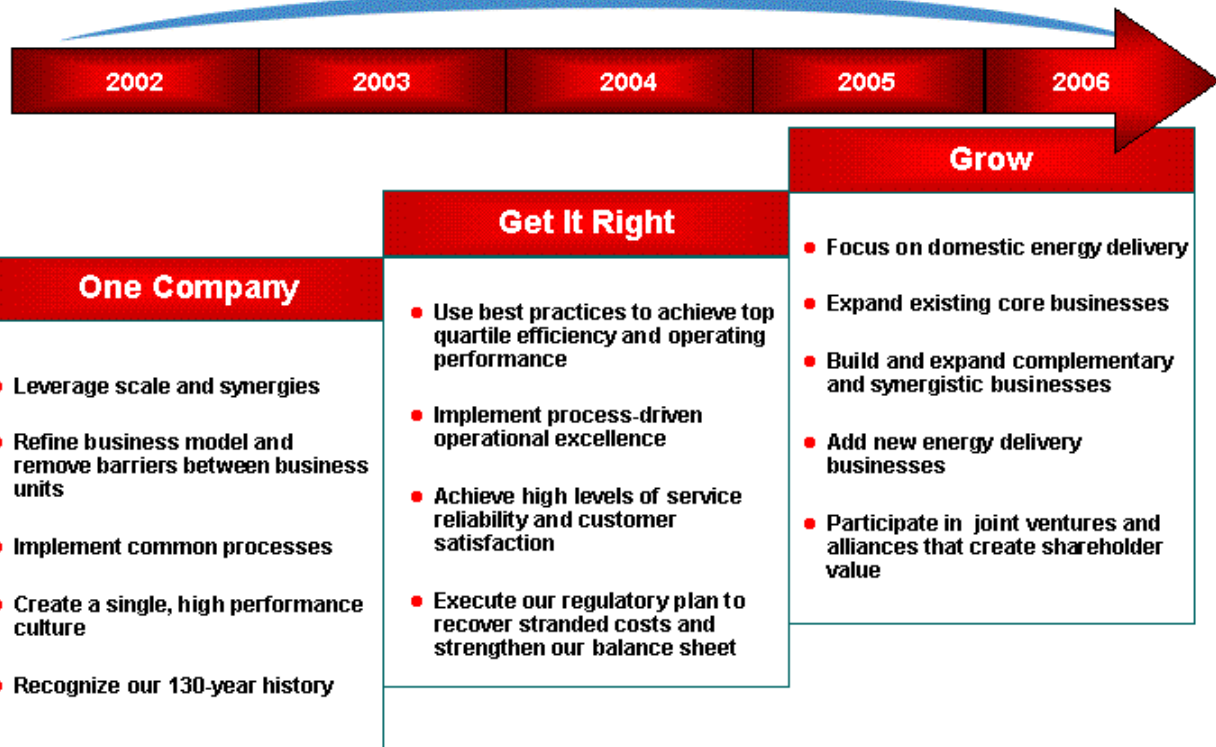 2002 2003 2004 2005 2006
One Company
Leverage scale and synergies
Refine business model and
remove barriers between business
units
Implement common processes
Create a single, high performance
culture
Recognize our 130-year history
Get It Right
Use best practices to achieve top
quartile efficiency and operating
performance
Implement process-driven
operational excellence
Achieve high levels of service
reliability and customer
satisfaction
Execute our regulatory plan to
recover stranded costs and
strengthen our balance sheet
Grow
Focus on domestic energy delivery
Expand existing core businesses
Build and expand complementary
and synergistic businesses
Add new energy delivery
businesses
Participate in joint ventures and
alliances that create shareholder
value